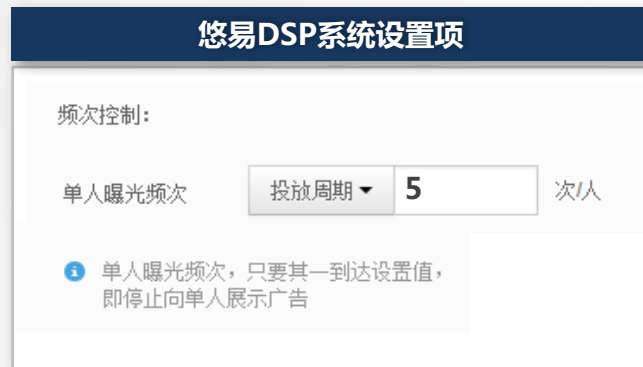 悠易DSP系统设置项
频次控制：
单人曝光频次 投放周期 5 次/人
单人曝光频次，只要其一到达设置值，
即停止向单人展示广告